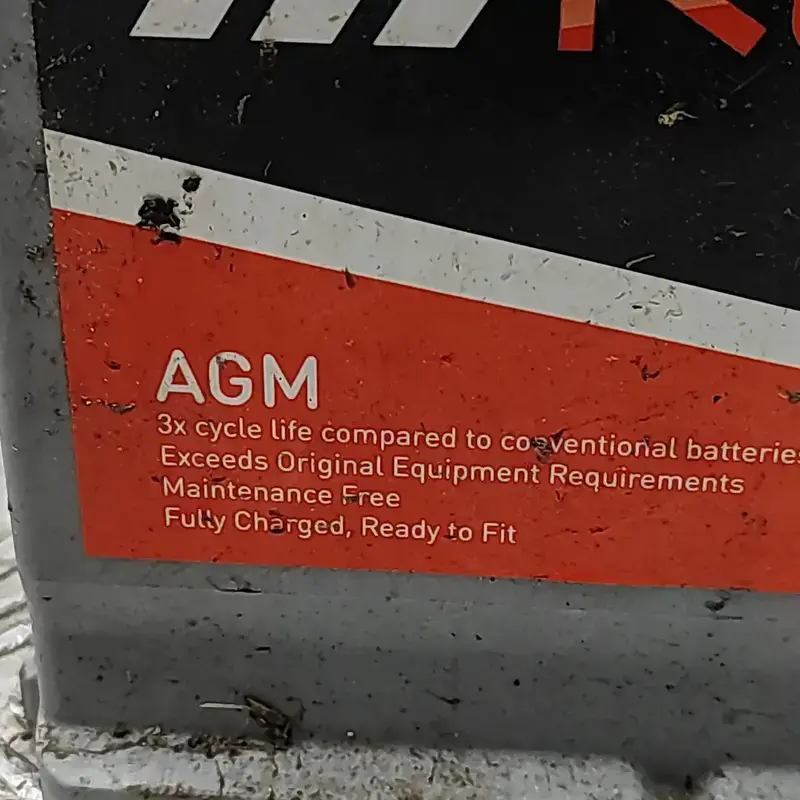 AGM
3x cycle life compared to conventional batteries
Exceeds Original Equipment Requirements
Maintenance Free
Fully Charged, Ready to Fit